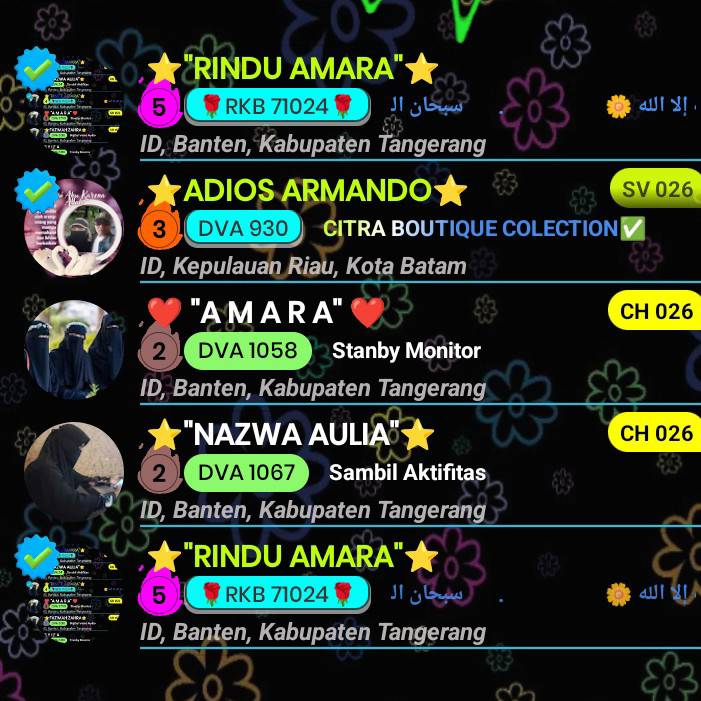 ⭐"RINDU AMARA"⭐
5 🌹RKB 71024🌹 سبحان ال إلا الله 🌼
ID, Banten, Kabupaten Tangerang
⭐ADIOS ARMANDO⭐ SV 026
3 DVA 930 CITRA BOUTIQUE COLECTION✅
ID, Kepulauan Riau, Kota Batam
❤️ "A M A R A" ❤️ CH 026
2 DVA 1058 Stanby Monitor
ID, Banten, Kabupaten Tangerang
⭐"NAZWA AULIA"⭐ CH 026
2 DVA 1067 Sambil Aktifitas
ID, Banten, Kabupaten Tangerang
⭐"RINDU AMARA"⭐
5 🌹RKB 71024🌹 سبحان ال إلا الله 🌼
ID, Banten, Kabupaten Tangerang